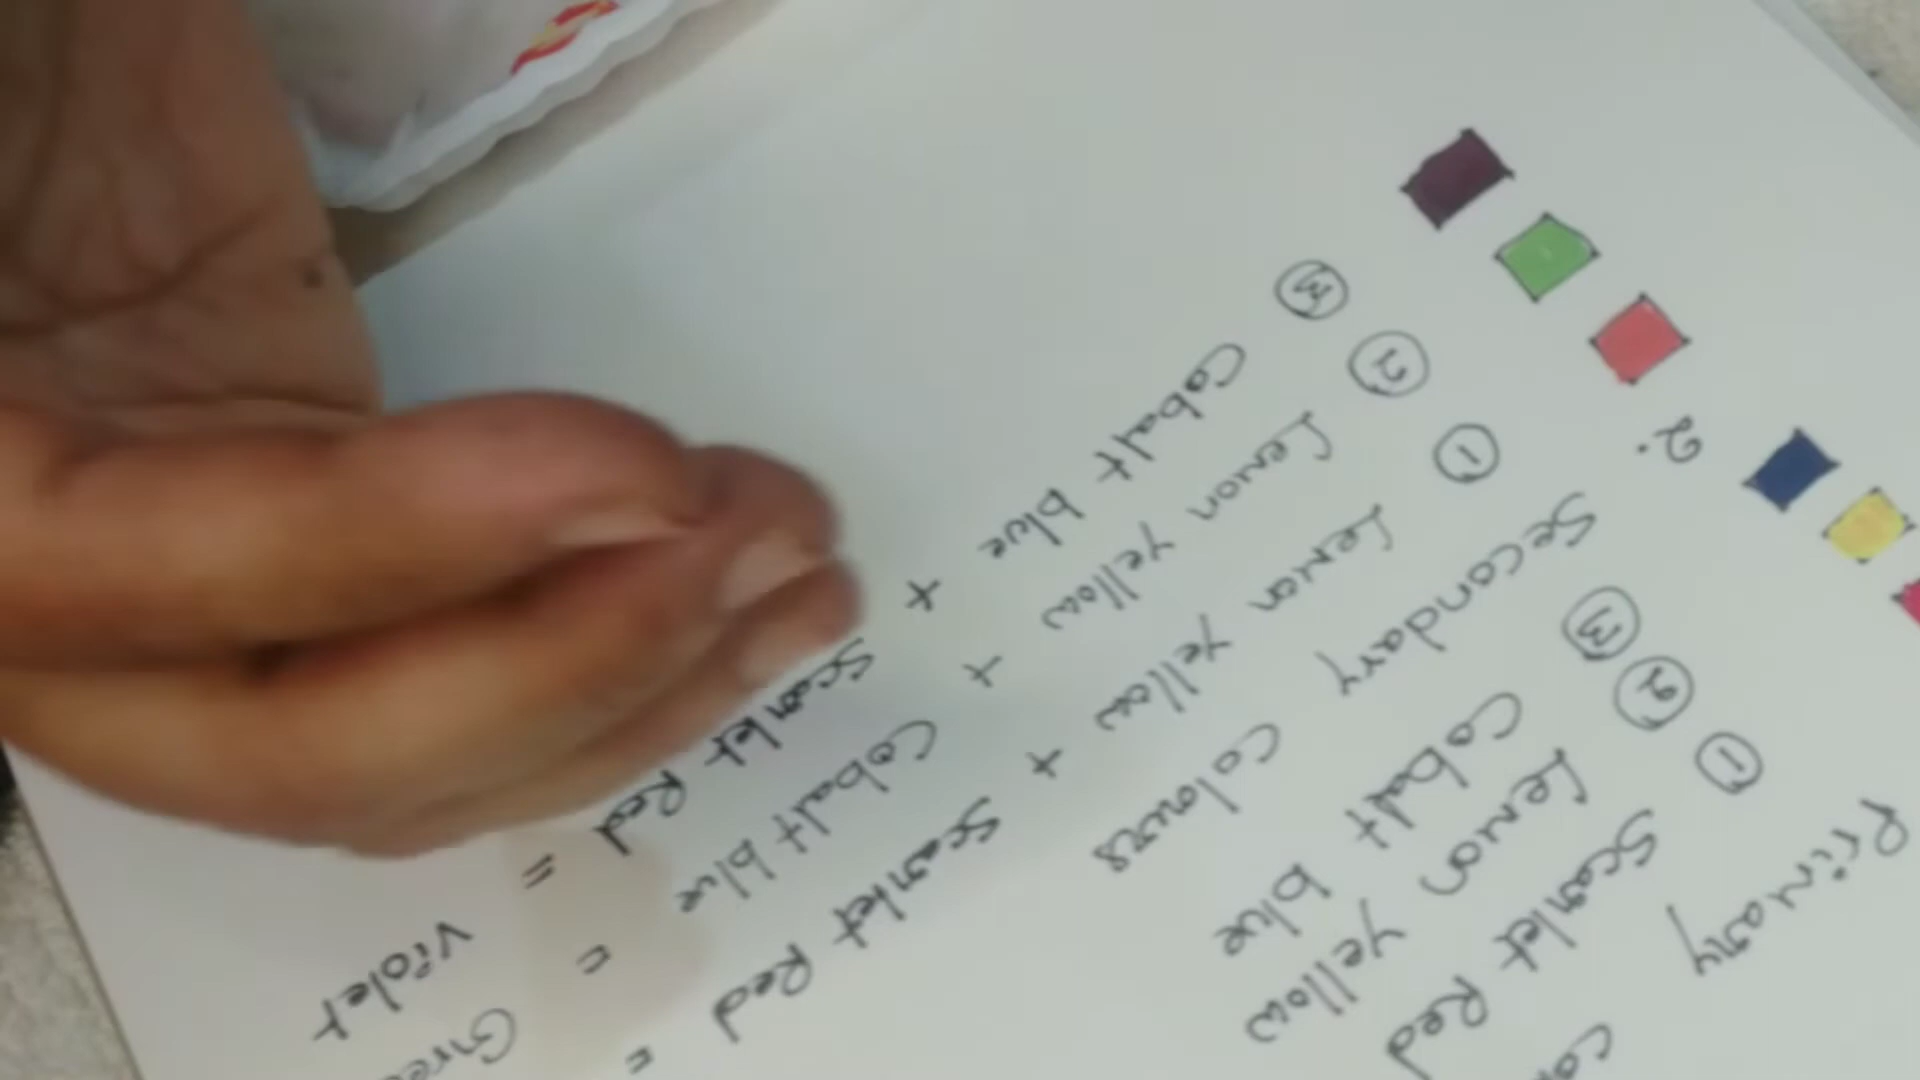 Primary
① Scarlet Red
② Lemon Yellow
③ Cobalt blue
2. Secondary Colours
① Lemon Yellow + Scarlet Red =
② Lemon Yellow + Cobalt blue =
③ Cobalt blue + Scarlet Red = Violet